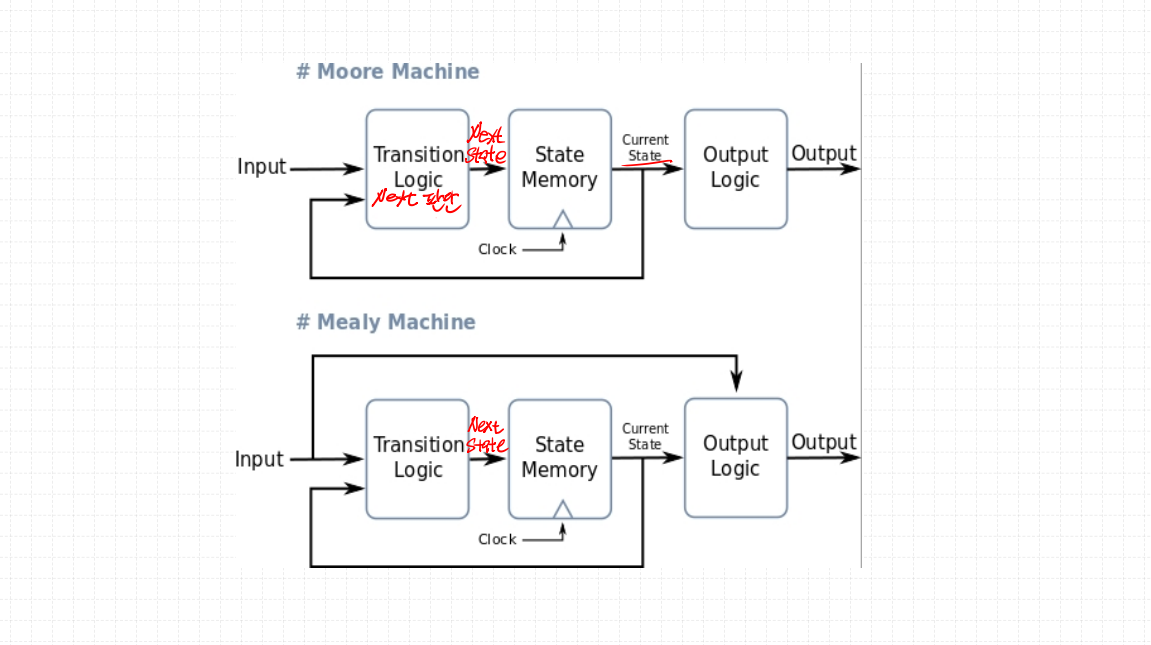 # Moore Machine
Input
Transition
Logic
Next
Next
State
State
Memory
Clock
Current
State
Output
Logic
Output
# Mealy Machine
Input
Transition
Logic
Next
State
State
Memory
Clock
Current
State
Output
Logic
Output